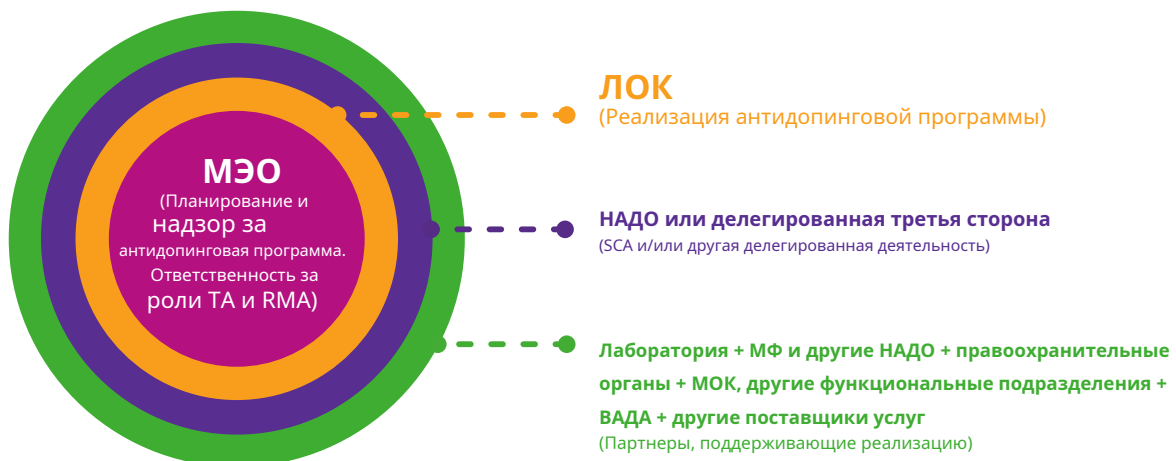 МЭО
(Планирование и
надзор за
антидопинговая программа.
Ответственность за
роли TA и RMA)
ЛОК
(Реализация антидопинговой программы)
НАДО или делегированная третья сторона
(SCA и/или другая делегированная деятельность)
Лаборатория + МФ и другие НАДО + правоохранительные
органы + МОК, другие функциональные подразделения +
ВАДА + другие поставщики услуг
(Партнеры, поддерживающие реализацию)